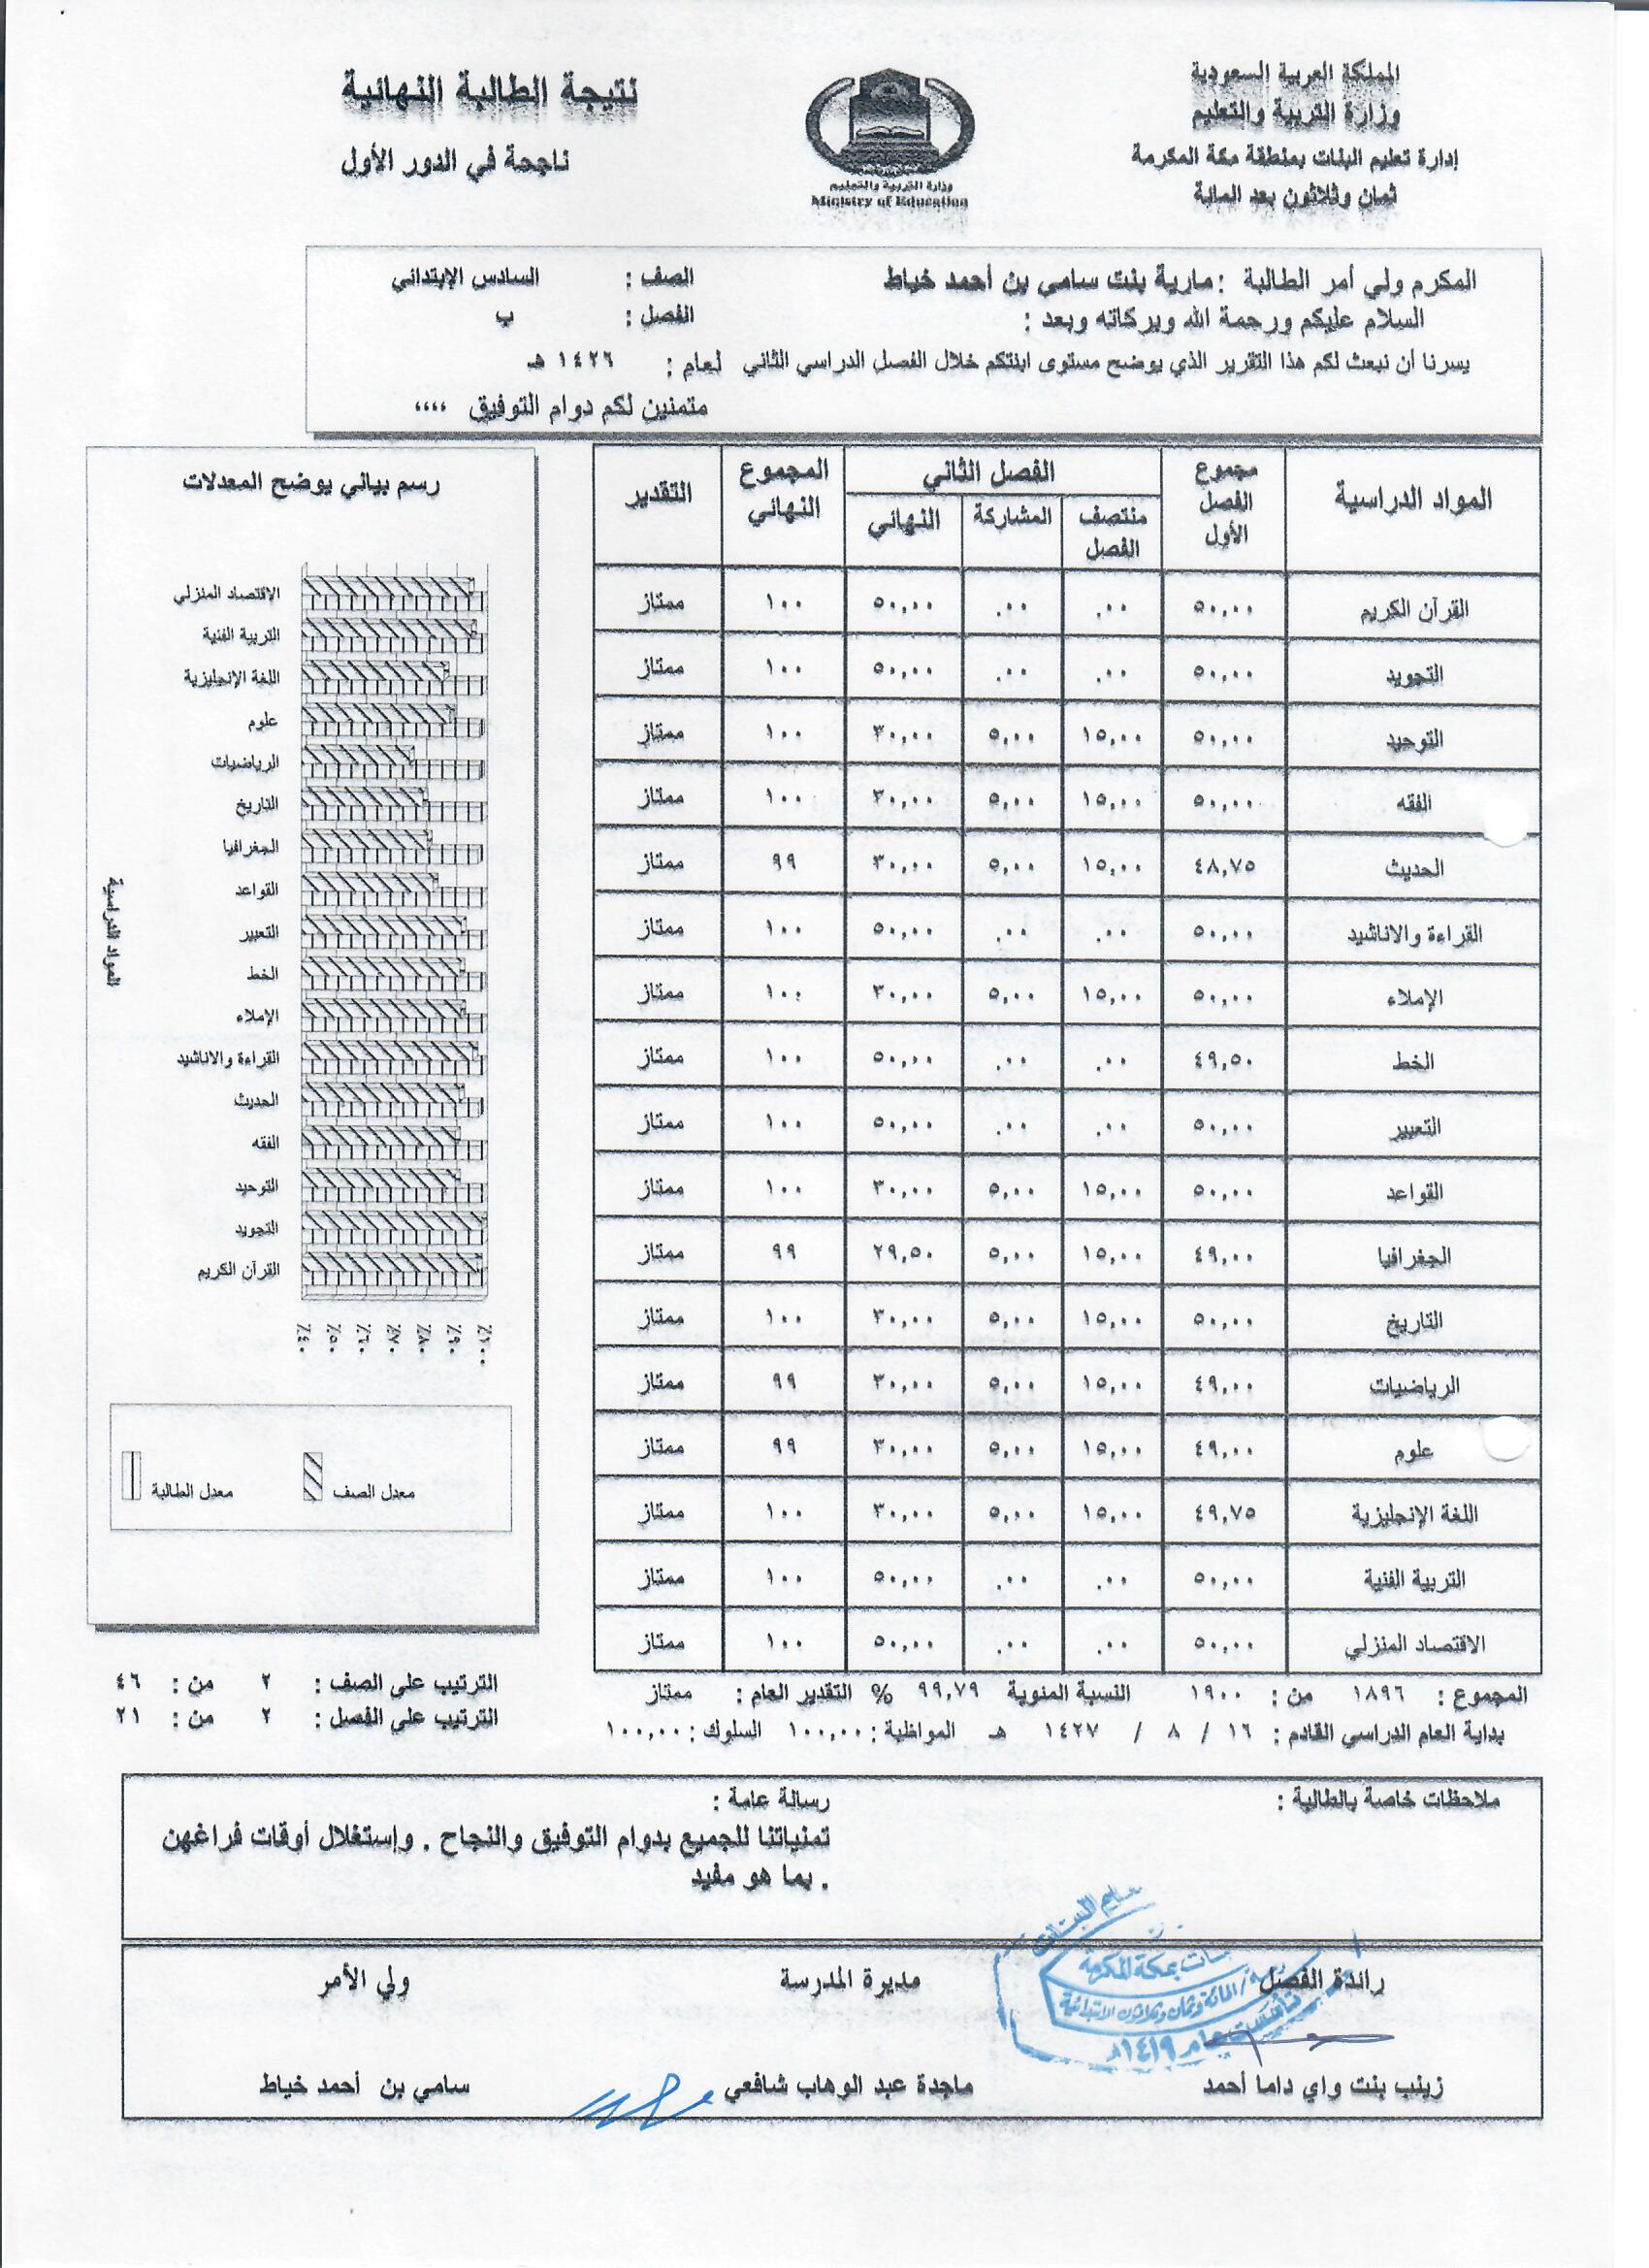 المملكة العربية السعودية
وزارة التربية والتعليم
إدارة تعليم البنات بمنطقة مكة المكرمة
ثمان وثلاثون بعد المائة
وزارة التربية والتعليم
Ministry of Education
نتيجة الطالبة النهائية
ناجحة في الدور الأول
المكرم ولي أمر الطالبة : مارية بنت سامي بن أحمد خياط الصف : السادس الإبتدائي
السلام عليكم ورحمة الله وبركاته وبعد : الفصل : ب
يسرنا أن نبعث لكم هذا التقرير الذي يوضح مستوى ابنتكم خلال الفصل الدراسي الثاني لعام : ١٤٢٦ هـ
متمنين لكم دوام التوفيق ،،،،
المواد الدراسية مجموع الفصل الأول الفصل الثاني المجموع النهائي التقدير
منتصف الفصل المشاركة النهائي
القرآن الكريم ٥٠,٠٠ .٠٠ .٠٠ ٥٠,٠٠ ١٠٠ ممتاز
التجويد ٥٠,٠٠ .٠٠ .٠٠ ٥٠,٠٠ ١٠٠ ممتاز
التوحيد ٥٠,٠٠ ١٥,٠٠ ٥,٠٠ ٣٠,٠٠ ١٠٠ ممتاز
الفقه ٥٠,٠٠ ١٥,٠٠ ٥,٠٠ ٣٠,٠٠ ١٠٠ ممتاز
الحديث ٤٨,٧٥ ١٥,٠٠ ٥,٠٠ ٣٠,٠٠ ٩٩ ممتاز
القراءة والاناشيد ٥٠,٠٠ .٠٠ .٠٠ ٥٠,٠٠ ١٠٠ ممتاز
الإملاء ٥٠,٠٠ ١٥,٠٠ ٥,٠٠ ٣٠,٠٠ ١٠٠ ممتاز
الخط ٤٩,٥٠ .٠٠ .٠٠ ٥٠,٠٠ ١٠٠ ممتاز
التعبير ٥٠,٠٠ .٠٠ .٠٠ ٥٠,٠٠ ١٠٠ ممتاز
القواعد ٥٠,٠٠ ١٥,٠٠ ٥,٠٠ ٣٠,٠٠ ١٠٠ ممتاز
الجغرافيا ٤٩,٠٠ ١٥,٠٠ ٥,٠٠ ٢٩,٥٠ ٩٩ ممتاز
التاريخ ٥٠,٠٠ ١٥,٠٠ ٥,٠٠ ٣٠,٠٠ ١٠٠ ممتاز
الرياضيات ٤٩,٠٠ ١٥,٠٠ ٥,٠٠ ٣٠,٠٠ ٩٩ ممتاز
علوم ٤٩,٠٠ ١٥,٠٠ ٥,٠٠ ٣٠,٠٠ ٩٩ ممتاز
اللغة الإنجليزية ٤٩,٧٥ ١٥,٠٠ ٥,٠٠ ٣٠,٠٠ ١٠٠ ممتاز
التربية الفنية ٥٠,٠٠ .٠٠ .٠٠ ٥٠,٠٠ ١٠٠ ممتاز
الاقتصاد المنزلي ٥٠,٠٠ .٠٠ .٠٠ ٥٠,٠٠ ١٠٠ ممتاز
المجموع : ١٨٩٦ من : ١٩٠٠ النسبة المئوية ٩٩,٧٩ % التقدير العام : ممتاز
بداية العام الدراسي القادم : ١٦ / ٨ / ١٤٢٧ هـ المواظبة : ١٠٠,٠٠ السلوك : ١٠٠,٠٠
رسم بياني يوضح المعدلات
الاقتصاد المنزلي
التربية الفنية
اللغة الإنجليزية
علوم
الرياضيات
التاريخ
الجغرافيا
القواعد
التعبير
الخط
الإملاء
القراءة والاناشيد
الحديث
الفقه
التوحيد
التجويد
القرآن الكريم
المواد الدراسية
معدل الصف معدل الطالبة
الترتيب على الصف : ٢ من : ٤٦
الترتيب على الفصل : ٢ من : ٢١
ملاحظات خاصة بالطالبة :
رسالة عامة :
تمنياتنا للجميع بدوام التوفيق والنجاح . وإستغلال أوقات فراغهن
بما هو مفيد .
رائدة الفصل مديرة المدرسة ولي الأمر
بمكة المكرمة
المائة وثمان وثلاثون الابتدائية
تأسست عام ١٤١٩هـ
زينب بنت واي داما أحمد ماجدة عبد الوهاب شافعي سامي بن أحمد خياط